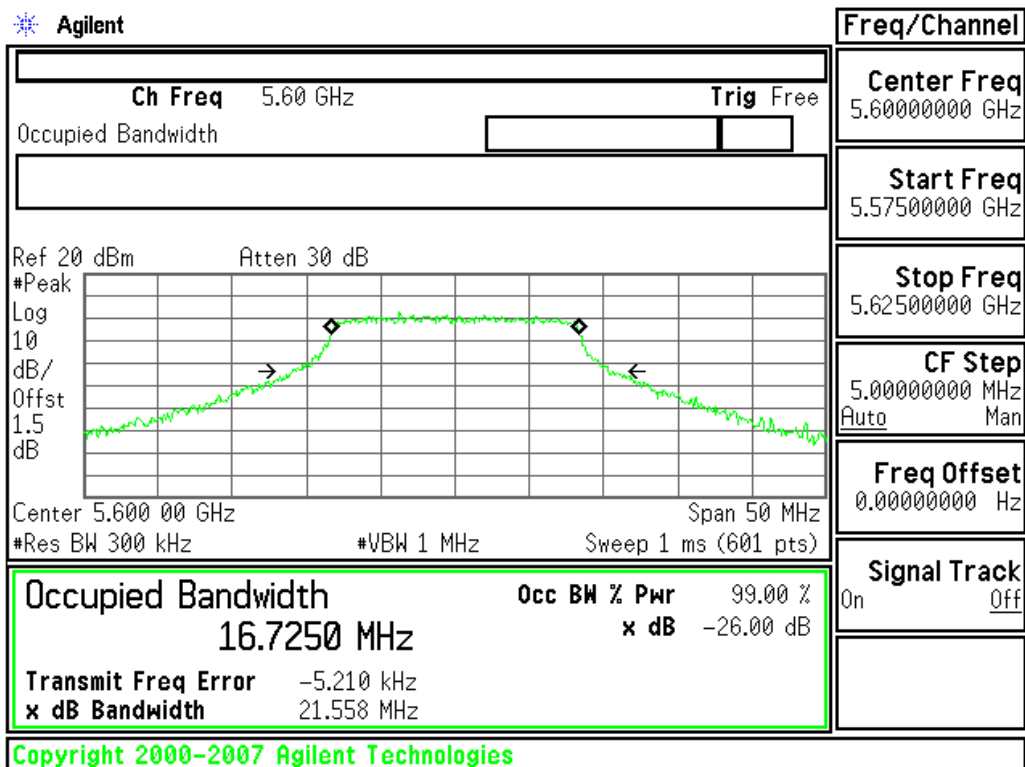 Agilent
Freq/Channel
Ch Freq 5.60 GHz Trig Free
Occupied Bandwidth
Center Freq
5.60000000 GHz
Start Freq
5.57500000 GHz
Stop Freq
5.62500000 GHz
CF Step
5.00000000 MHz
Auto Man
Freq Offset
0.00000000 Hz
Signal Track
On Off
Ref 20 dBm Atten 30 dB
#Peak
Log
10
dB/
Offst
1.5
dB
Center 5.600 00 GHz Span 50 MHz
#Res BW 300 kHz #VBW 1 MHz Sweep 1 ms (601 pts)
Occupied Bandwidth
16.7250 MHz
Occ BW % Pwr 99.00 %
x dB -26.00 dB
Transmit Freq Error -5.210 kHz
x dB Bandwidth 21.558 MHz
Copyright 2000-2007 Agilent Technologies